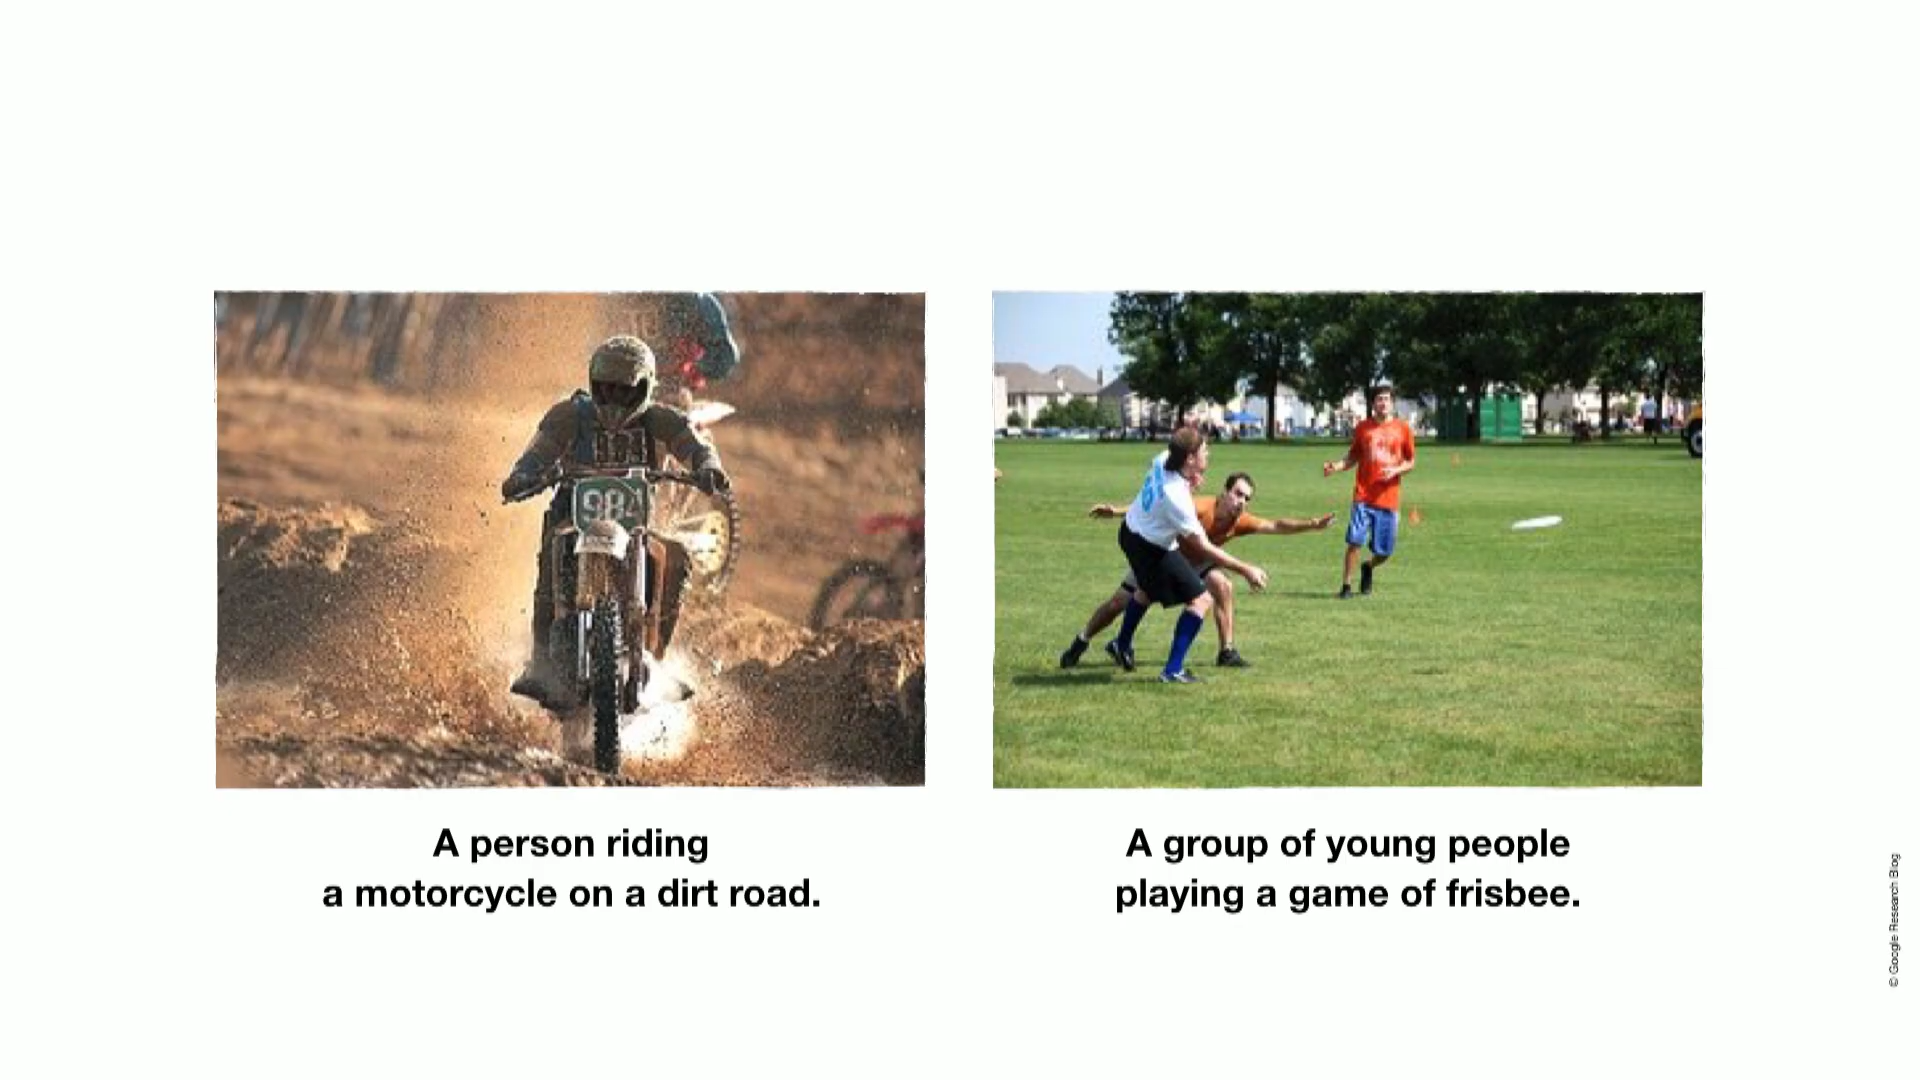 984
A person riding
a motorcycle on a dirt road.
A group of young people
playing a game of frisbee.
© Google Research Blog